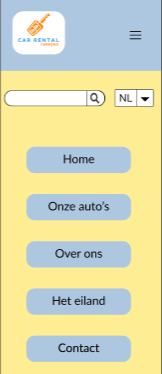 CAR RENTAL
CURAÇAO
NL
Home
Onze auto's
Over ons
Het eiland
Contact